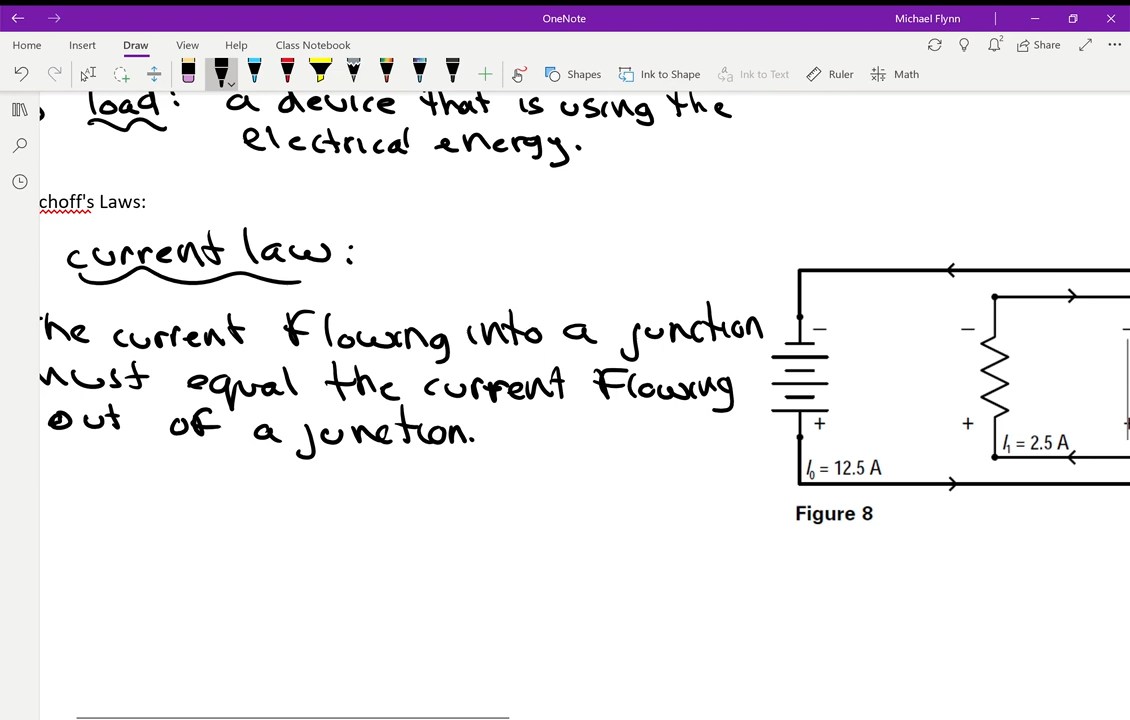 OneNote
Michael Flynn
Home Insert Draw View Help Class Notebook
2 Share
Shapes Ink to Shape Ink to Text Ruler Math
load: a device that is using the
electrical energy.
choff's Laws:
current law:
he current flowing into a junction
must equal the current flowing
out of a junction.
− −
+ +
I₁ = 2.5 A
I₀ = 12.5 A
Figure 8